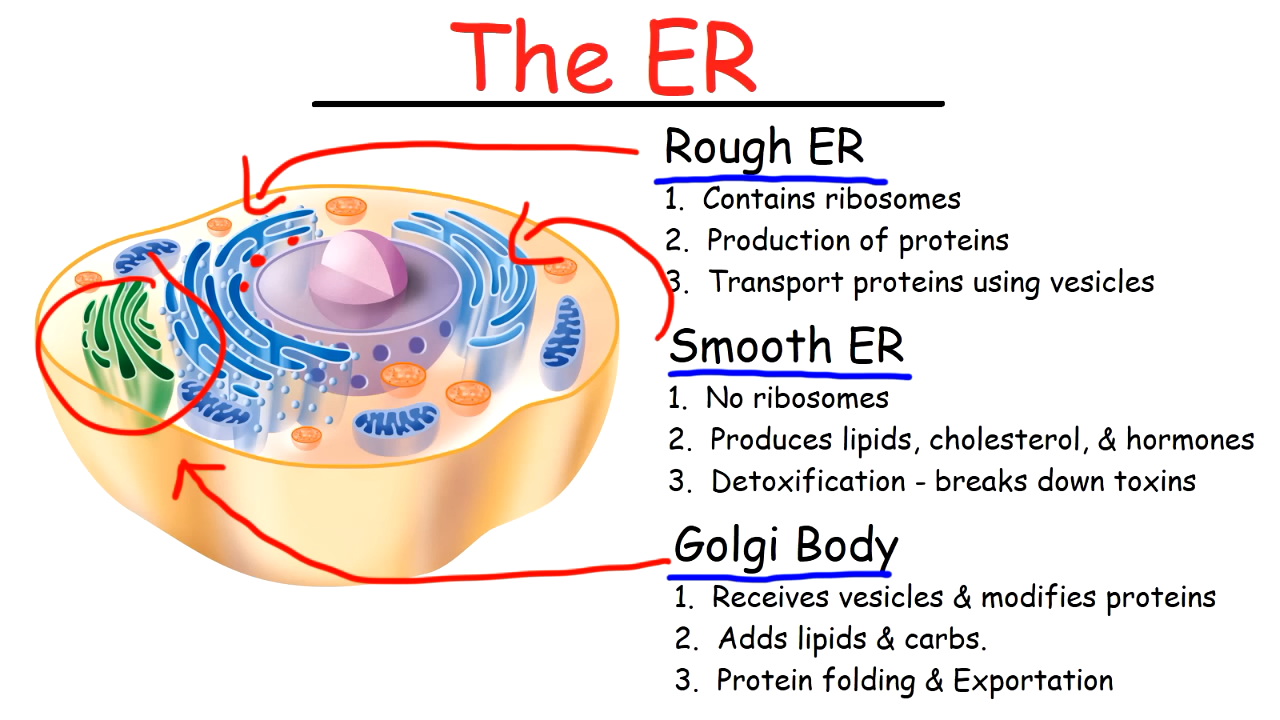 The ER
Rough ER
1. Contains ribosomes
2. Production of proteins
3. Transport proteins using vesicles
Smooth ER
1. No ribosomes
2. Produces lipids, cholesterol, & hormones
3. Detoxification - breaks down toxins
Golgi Body
1. Receives vesicles & modifies proteins
2. Adds lipids & carbs.
3. Protein folding & Exportation